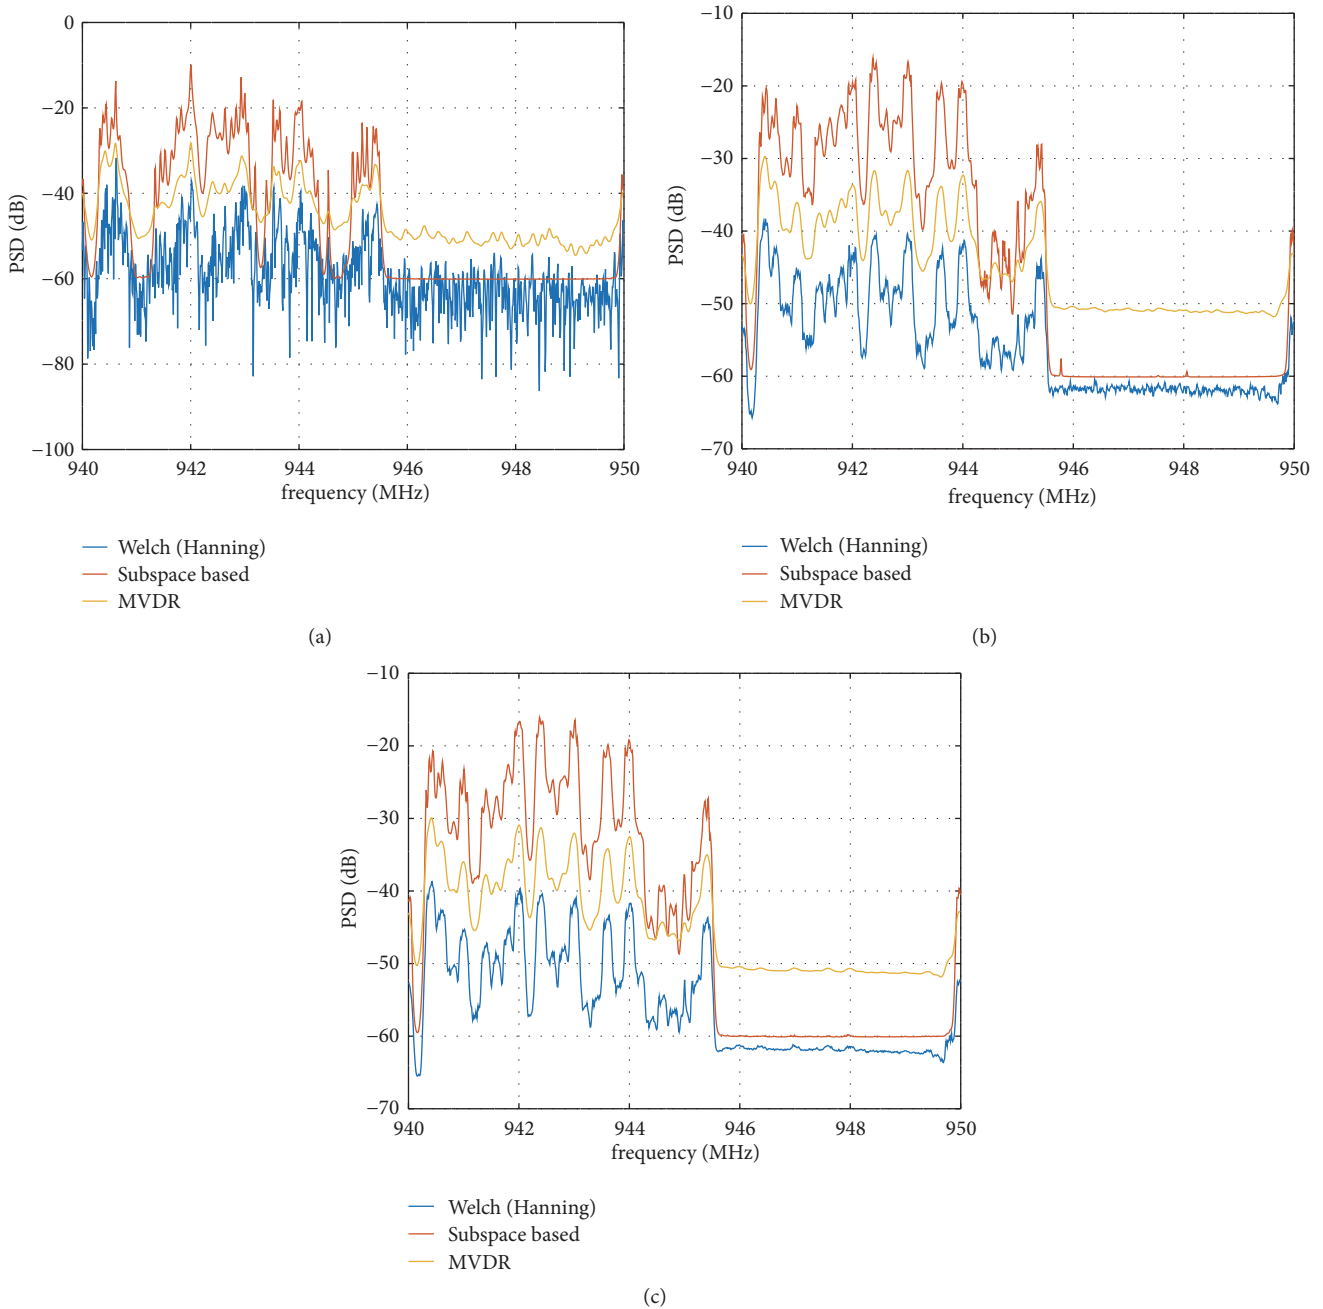 0
−20
−40
−60
−80
−100
PSD (dB)
940 942 944 946 948 950
frequency (MHz)
Welch (Hanning)
Subspace based
MVDR
(a)
−10
−20
−30
−40
−50
−60
−70
PSD (dB)
940 942 944 946 948 950
frequency (MHz)
Welch (Hanning)
Subspace based
MVDR
(b)
−10
−20
−30
−40
−50
−60
−70
PSD (dB)
940 942 944 946 948 950
frequency (MHz)
Welch (Hanning)
Subspace based
MVDR
(c)